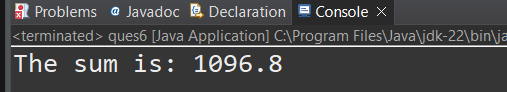 Problems Javadoc Declaration Console
<terminated> ques6 [Java Application] C:\Program Files\Java\jdk-22\bin\ja
The sum is: 1096.8